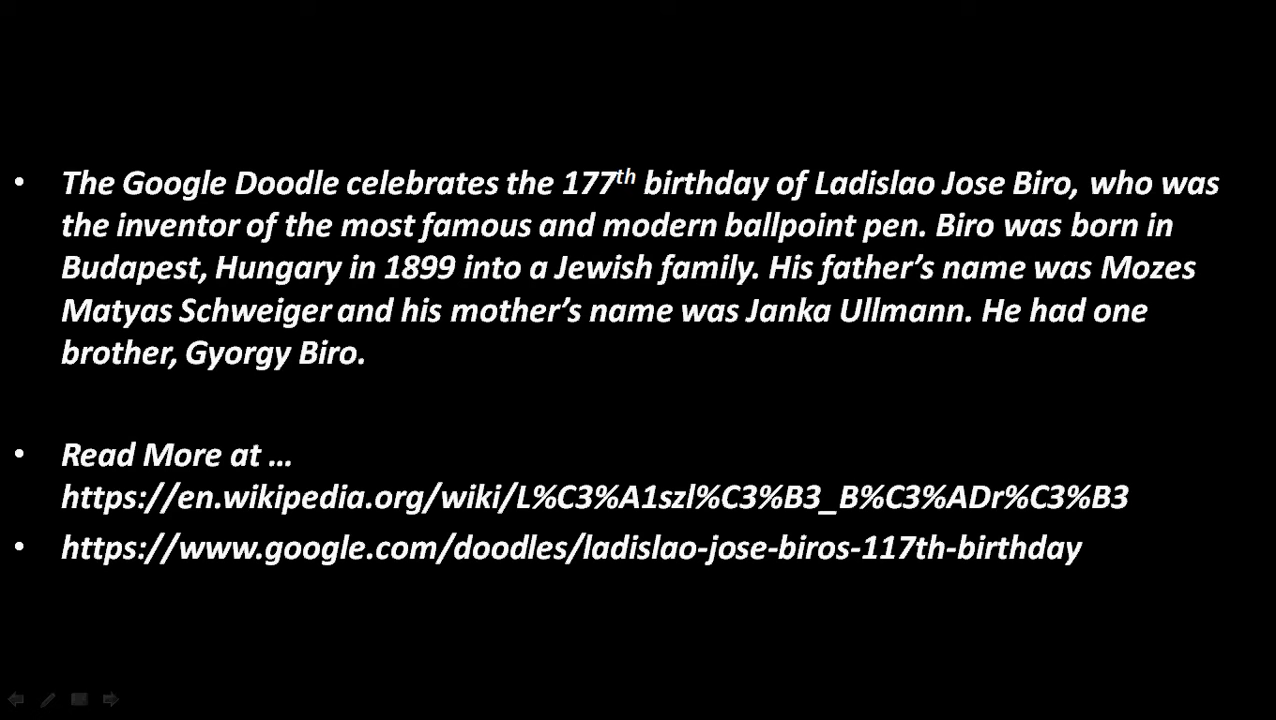 • The Google Doodle celebrates the 177th birthday of Ladislao Jose Biro, who was
the inventor of the most famous and modern ballpoint pen. Biro was born in
Budapest, Hungary in 1899 into a Jewish family. His father’s name was Mozes
Matyas Schweiger and his mother’s name was Janka Ullmann. He had one
brother, Gyorgy Biro.
• Read More at …
https://en.wikipedia.org/wiki/L%C3%A1szl%C3%B3_B%C3%ADr%C3%B3
• https://www.google.com/doodles/ladislao-jose-biros-117th-birthday